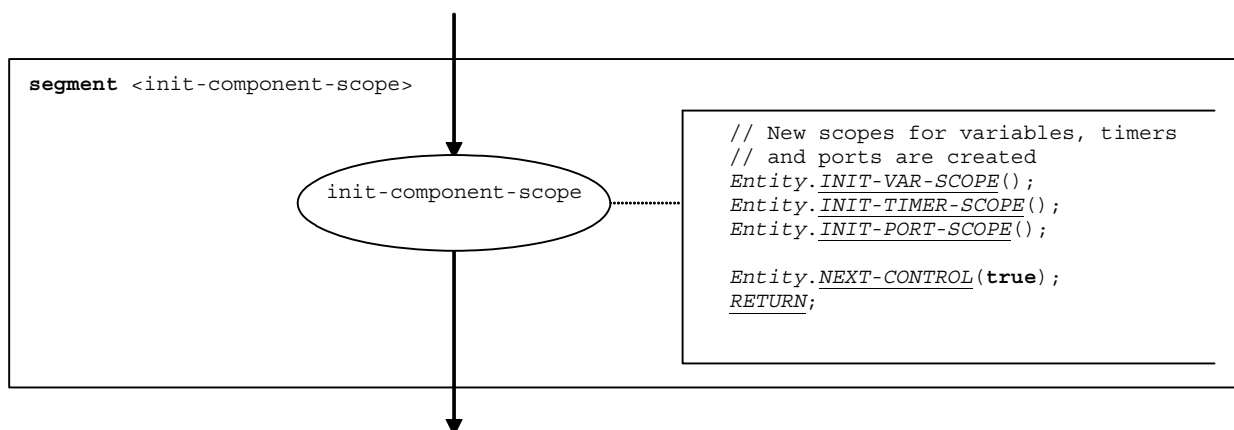 segment <init-component-scope>
init-component-scope
// New scopes for variables, timers
// and ports are created
Entity.INIT-VAR-SCOPE();
Entity.INIT-TIMER-SCOPE();
Entity.INIT-PORT-SCOPE();
Entity.NEXT-CONTROL(true);
RETURN;